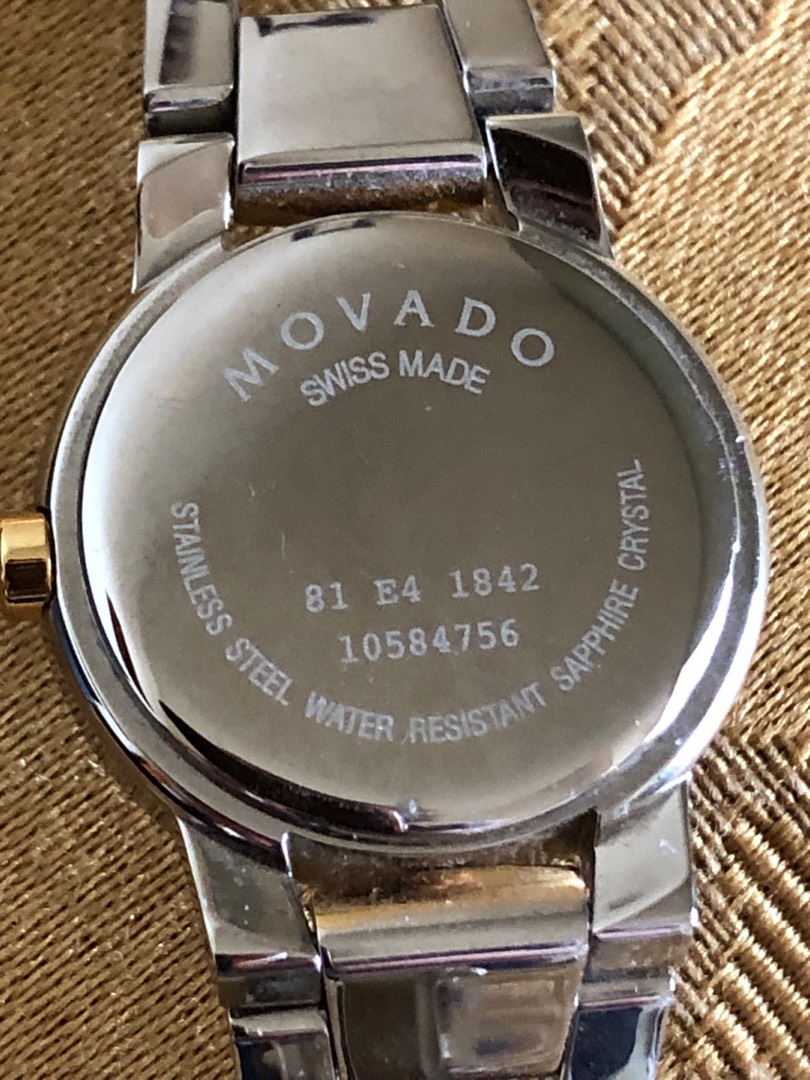 MOVADO
SWISS MADE
81 E4 1842
10584756
STAINLESS STEEL WATER RESISTANT SAPPHIRE CRYSTAL